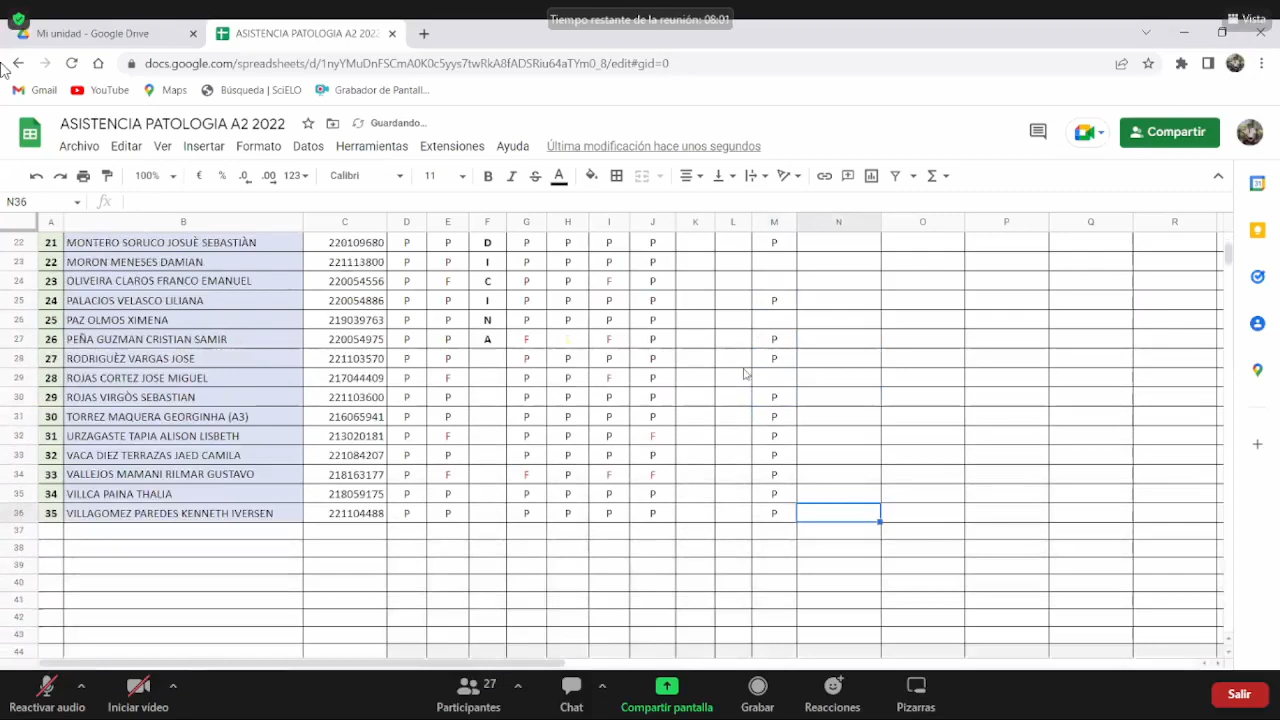 Tiempo restante de la reunión: 08:01
Vista
Mi unidad - Google Drive
ASISTENCIA PATOLOGIA A2 2022
docs.google.com/spreadsheets/d/1nyYMuDnFSCmA0K0c5yys7twRkA8fADSRiu64aTYm0_8/edit#gid=0
Gmail YouTube Maps Búsqueda | SciELO Grabador de Pantall...
ASISTENCIA PATOLOGIA A2 2022 Guardando...
Compartir
Archivo Editar Ver Insertar Formato Datos Herramientas Extensiones Ayuda Última modificación hace unos segundos
100% € % .0 .00 123 Calibri 11 B I S A
N36 fx
A B C D E F G H I J K L M N O P Q R
22 21 MONTERO SORUCO JOSUÈ SEBASTIÀN 220109680 P P D P P P P P
23 22 MORON MENESES DAMIAN 221113800 P P I P P P P
24 23 OLIVEIRA CLAROS FRANCO EMANUEL 220054556 P F C P P F P
25 24 PALACIOS VELASCO LILIANA 220054886 P P I P P P P P
26 25 PAZ OLMOS XIMENA 219039763 P P N P P P P
27 26 PEÑA GUZMAN CRISTIAN SAMIR 220054975 P P A F F P P
28 27 RODRIGUÈZ VARGAS JOSE 221103570 P P P P P P P
29 28 ROJAS CORTEZ JOSE MIGUEL 217044409 P F P P F P
30 29 ROJAS VIRGÒS SEBASTIAN 221103600 P P P P P P P
31 30 TORREZ MAQUERA GEORGINHA (A3) 216065941 P P P P P P P
32 31 URZAGASTE TAPIA ALISON LISBETH 213020181 P F P P P F P
33 32 VACA DIEZ TERRAZAS JAED CAMILA 221084207 P P P P P P P
34 33 VALLEJOS MAMANI RILMAR GUSTAVO 218163177 P F F P F F P
35 34 VILLCA PAINA THALIA 218059175 P P P P P P P
36 35 VILLAGOMEZ PAREDES KENNETH IVERSEN 221104488 P P P P P P P
37
38
39
40
41
42
43
44
27
Reactivar audio Iniciar vídeo Participantes Chat Compartir pantalla Grabar Reacciones Pizarras Salir